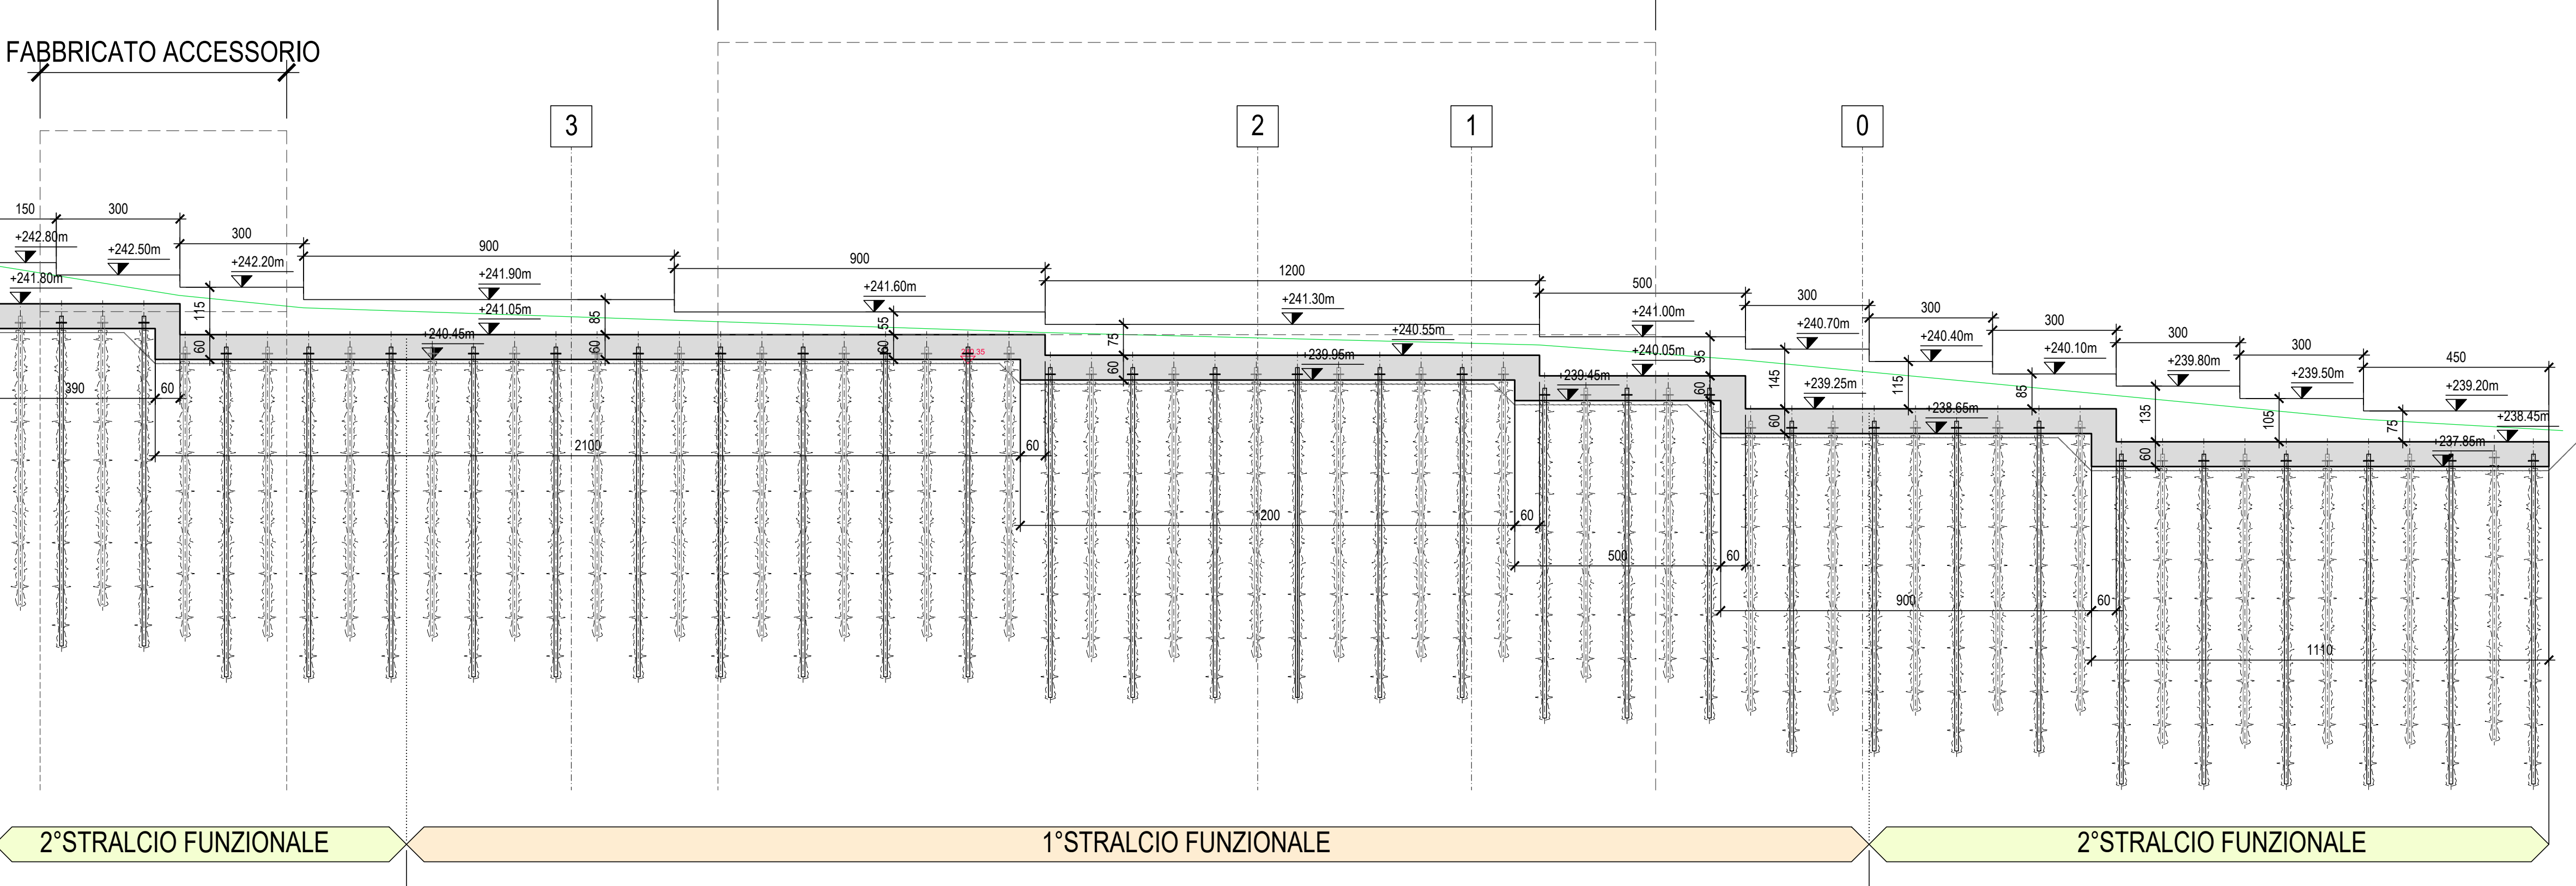 FABBRICATO ACCESSORIO
3
2
1
0
150
300
300
900
900
1200
500
300
300
300
300
300
450
+242.80m
+242.50m
+242.20m
+241.90m
+241.60m
+241.30m
+241.00m
+240.70m
+240.40m
+240.10m
+239.80m
+239.50m
+239.20m
+241.80m
+241.05m
+240.55m
+240.05m
+239.25m
+238.45m
+240.45m
+239.95m
+239.45m
+238.65m
+237.85m
115
85
55
75
95
145
115
85
135
105
75
60
60
60
60
60
60
60
390
60
2100
60
1200
60
500
60
900
60
1110
2°STRALCIO FUNZIONALE
1°STRALCIO FUNZIONALE
2°STRALCIO FUNZIONALE